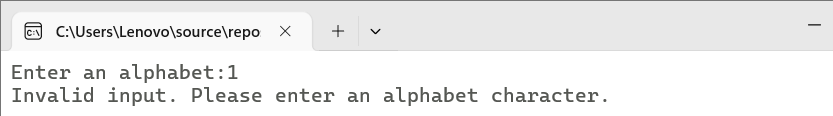 C:\Users\Lenovo\source\repo
Enter an alphabet:1
Invalid input. Please enter an alphabet character.